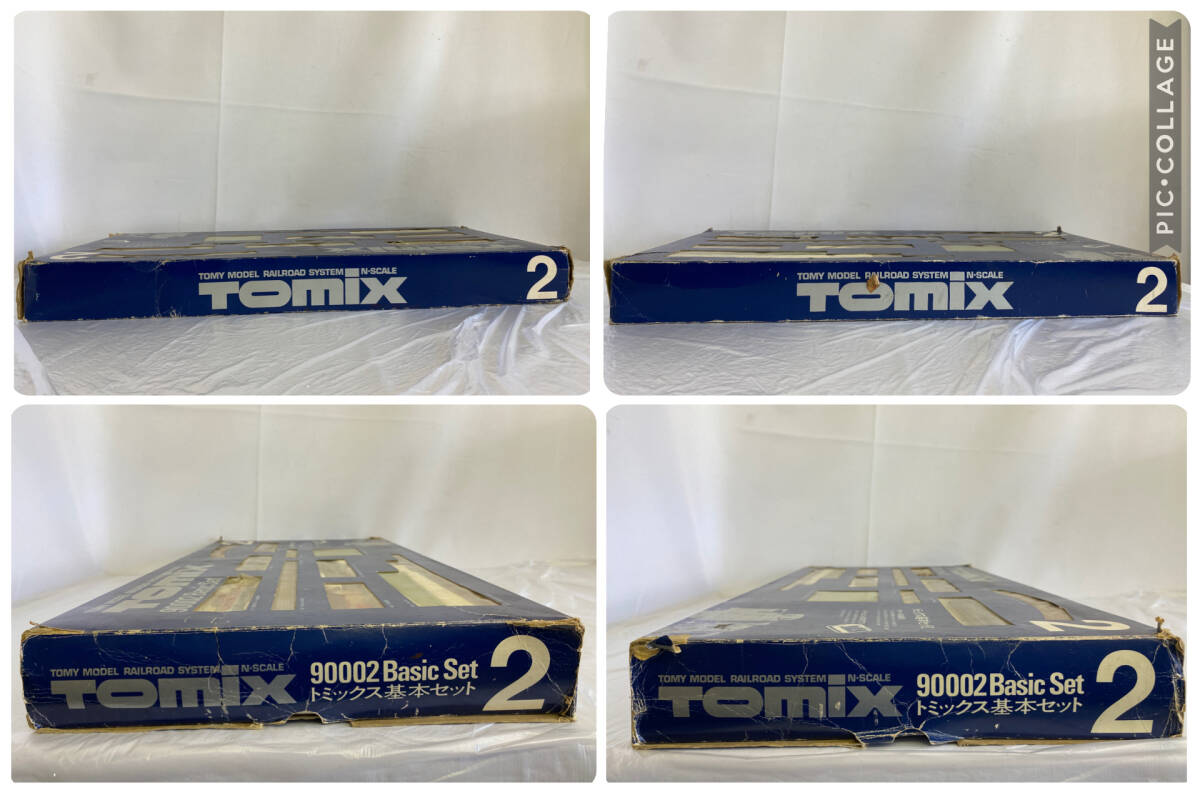 TOMY MODEL RAILROAD SYSTEM N-SCALE
TOMIX
2
TOMY MODEL RAILROAD SYSTEM N-SCALE
TOMIX
2
PIC•COLLAGE
TOMIX
TOMY MODEL RAILROAD SYSTEM N-SCALE
TOMIX
90002 Basic Set
トミックス基本セット
2
2
TOMY MODEL RAILROAD SYSTEM N-SCALE
TOMIX
90002 Basic Set
トミックス基本セット
2